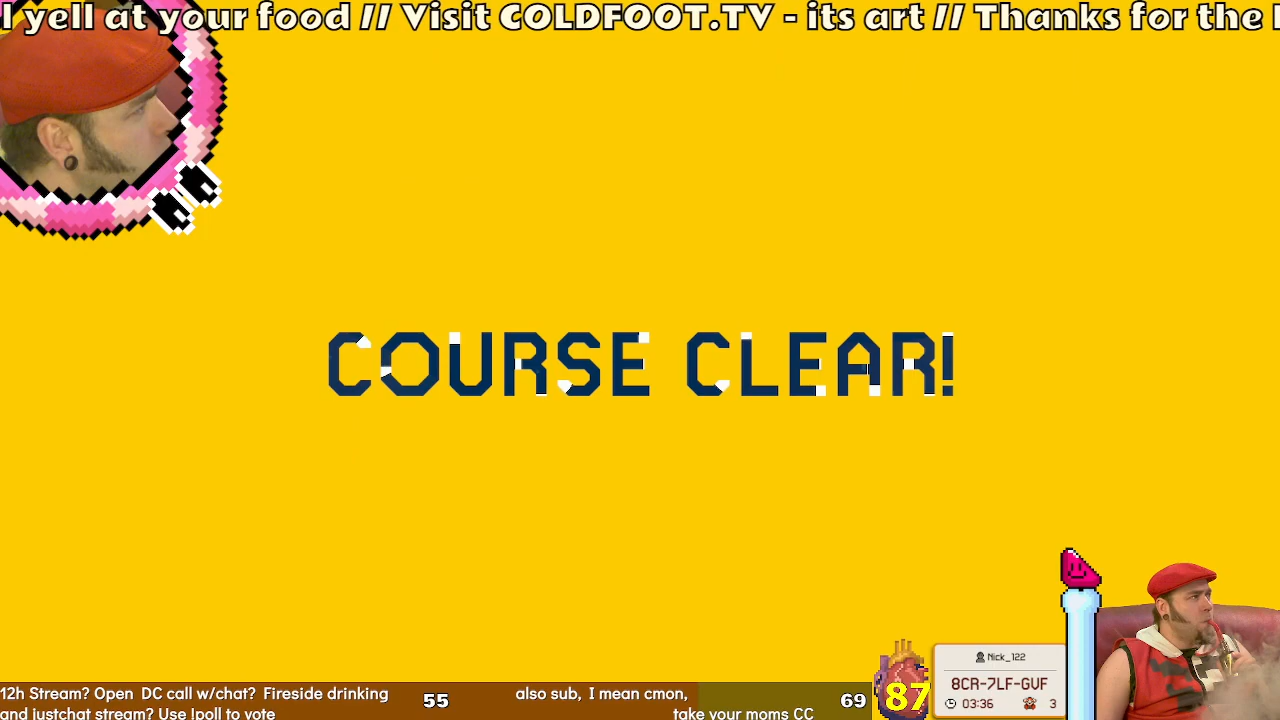 I yell at your food // Visit COLDFOOT.TV - its art // Thanks for the
COURSE CLEAR!
Nick_122
8CR-7LF-GVF
03:36 3
87
12h Stream? Open DC call w/chat? Fireside drinking
and justchat stream? Use !poll to vote
55
also sub, I mean cmon,
take your moms CC
69